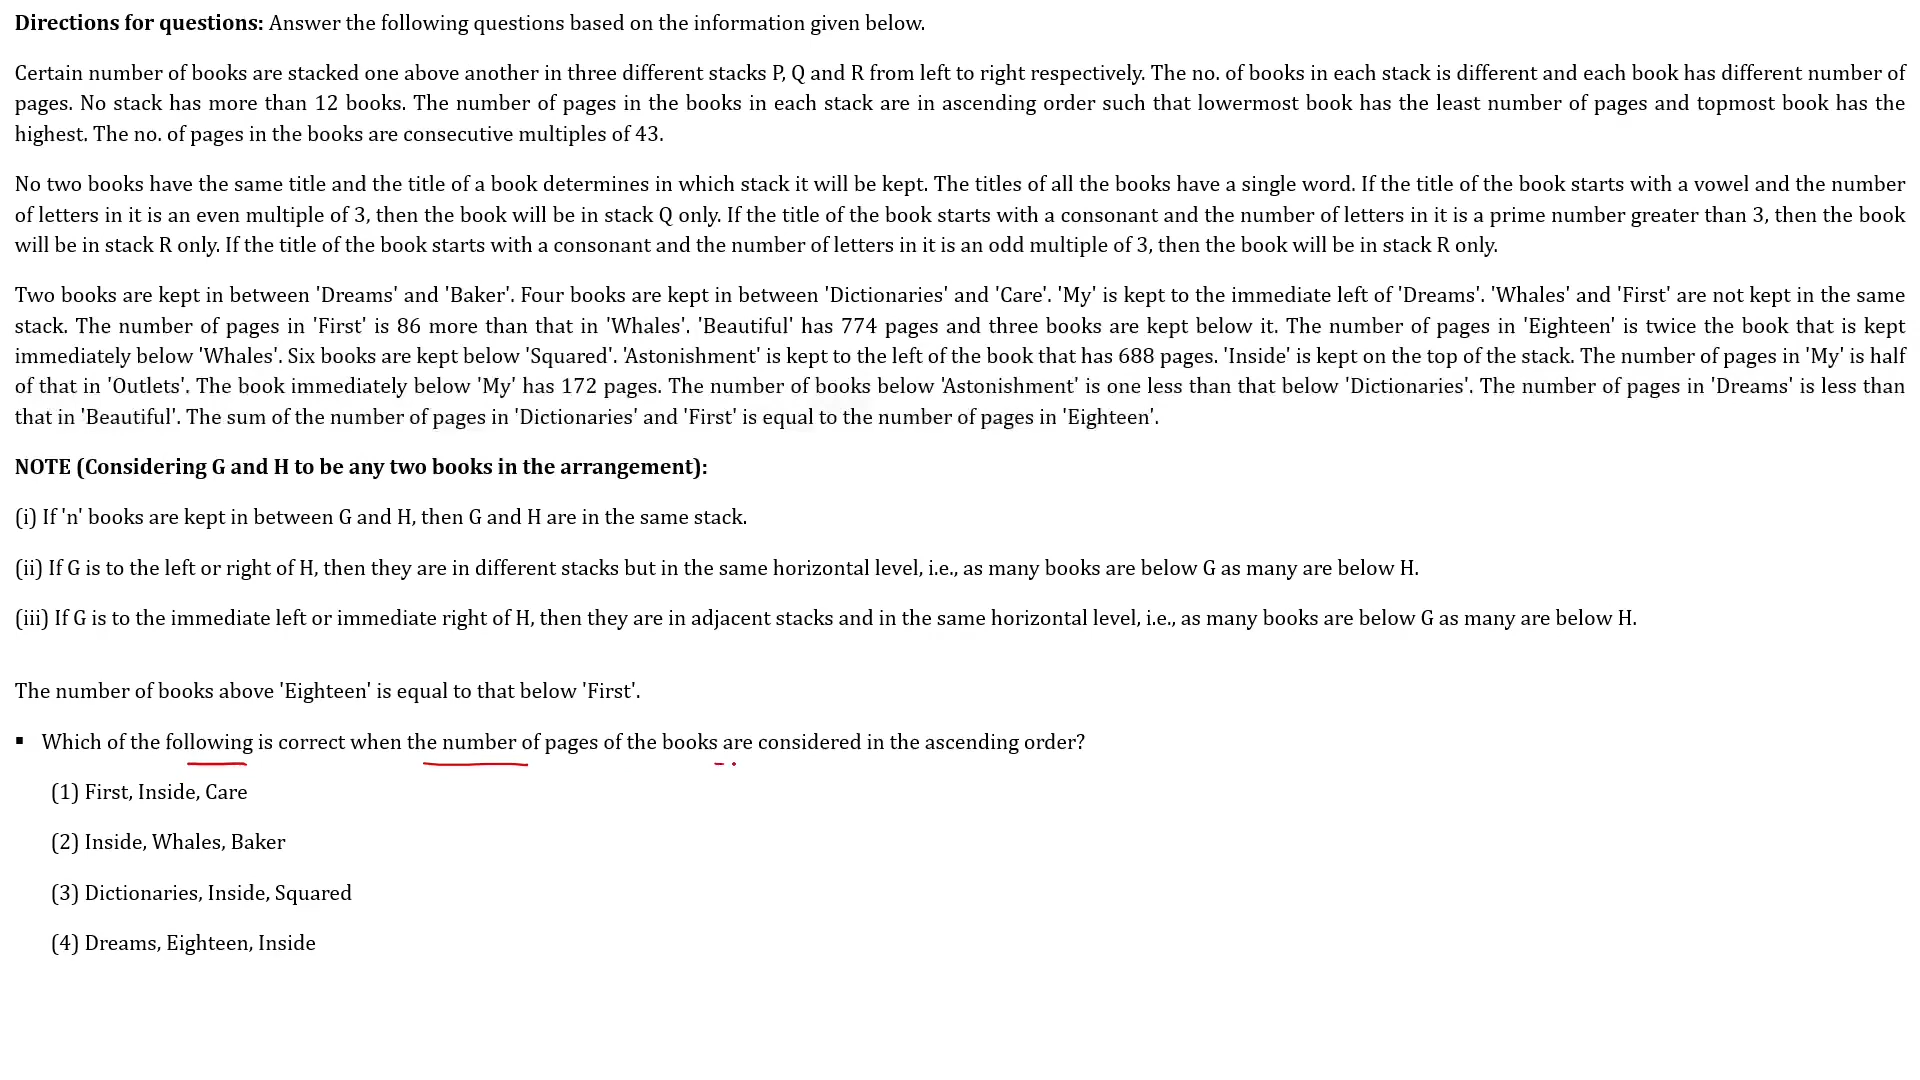 Directions for questions: Answer the following questions based on the information given below.
Certain number of books are stacked one above another in three different stacks P, Q and R from left to right respectively. The no. of books in each stack is different and each book has different number of
pages. No stack has more than 12 books. The number of pages in the books in each stack are in ascending order such that lowermost book has the least number of pages and topmost book has the
highest. The no. of pages in the books are consecutive multiples of 43.
No two books have the same title and the title of a book determines in which stack it will be kept. The titles of all the books have a single word. If the title of the book starts with a vowel and the number
of letters in it is an even multiple of 3, then the book will be in stack Q only. If the title of the book starts with a consonant and the number of letters in it is a prime number greater than 3, then the book
will be in stack R only. If the title of the book starts with a consonant and the number of letters in it is an odd multiple of 3, then the book will be in stack R only.
Two books are kept in between 'Dreams' and 'Baker'. Four books are kept in between 'Dictionaries' and 'Care'. 'My' is kept to the immediate left of 'Dreams'. 'Whales' and 'First' are not kept in the same
stack. The number of pages in 'First' is 86 more than that in 'Whales'. 'Beautiful' has 774 pages and three books are kept below it. The number of pages in 'Eighteen' is twice the book that is kept
immediately below 'Whales'. Six books are kept below 'Squared'. 'Astonishment' is kept to the left of the book that has 688 pages. 'Inside' is kept on the top of the stack. The number of pages in 'My' is half
of that in 'Outlets'. The book immediately below 'My' has 172 pages. The number of books below 'Astonishment' is one less than that below 'Dictionaries'. The number of pages in 'Dreams' is less than
that in 'Beautiful'. The sum of the number of pages in 'Dictionaries' and 'First' is equal to the number of pages in 'Eighteen'.
NOTE (Considering G and H to be any two books in the arrangement):
(i) If 'n' books are kept in between G and H, then G and H are in the same stack.
(ii) If G is to the left or right of H, then they are in different stacks but in the same horizontal level, i.e., as many books are below G as many are below H.
(iii) If G is to the immediate left or immediate right of H, then they are in adjacent stacks and in the same horizontal level, i.e., as many books are below G as many are below H.
The number of books above 'Eighteen' is equal to that below 'First'.
▪ Which of the following is correct when the number of pages of the books are considered in the ascending order?
(1) First, Inside, Care
(2) Inside, Whales, Baker
(3) Dictionaries, Inside, Squared
(4) Dreams, Eighteen, Inside